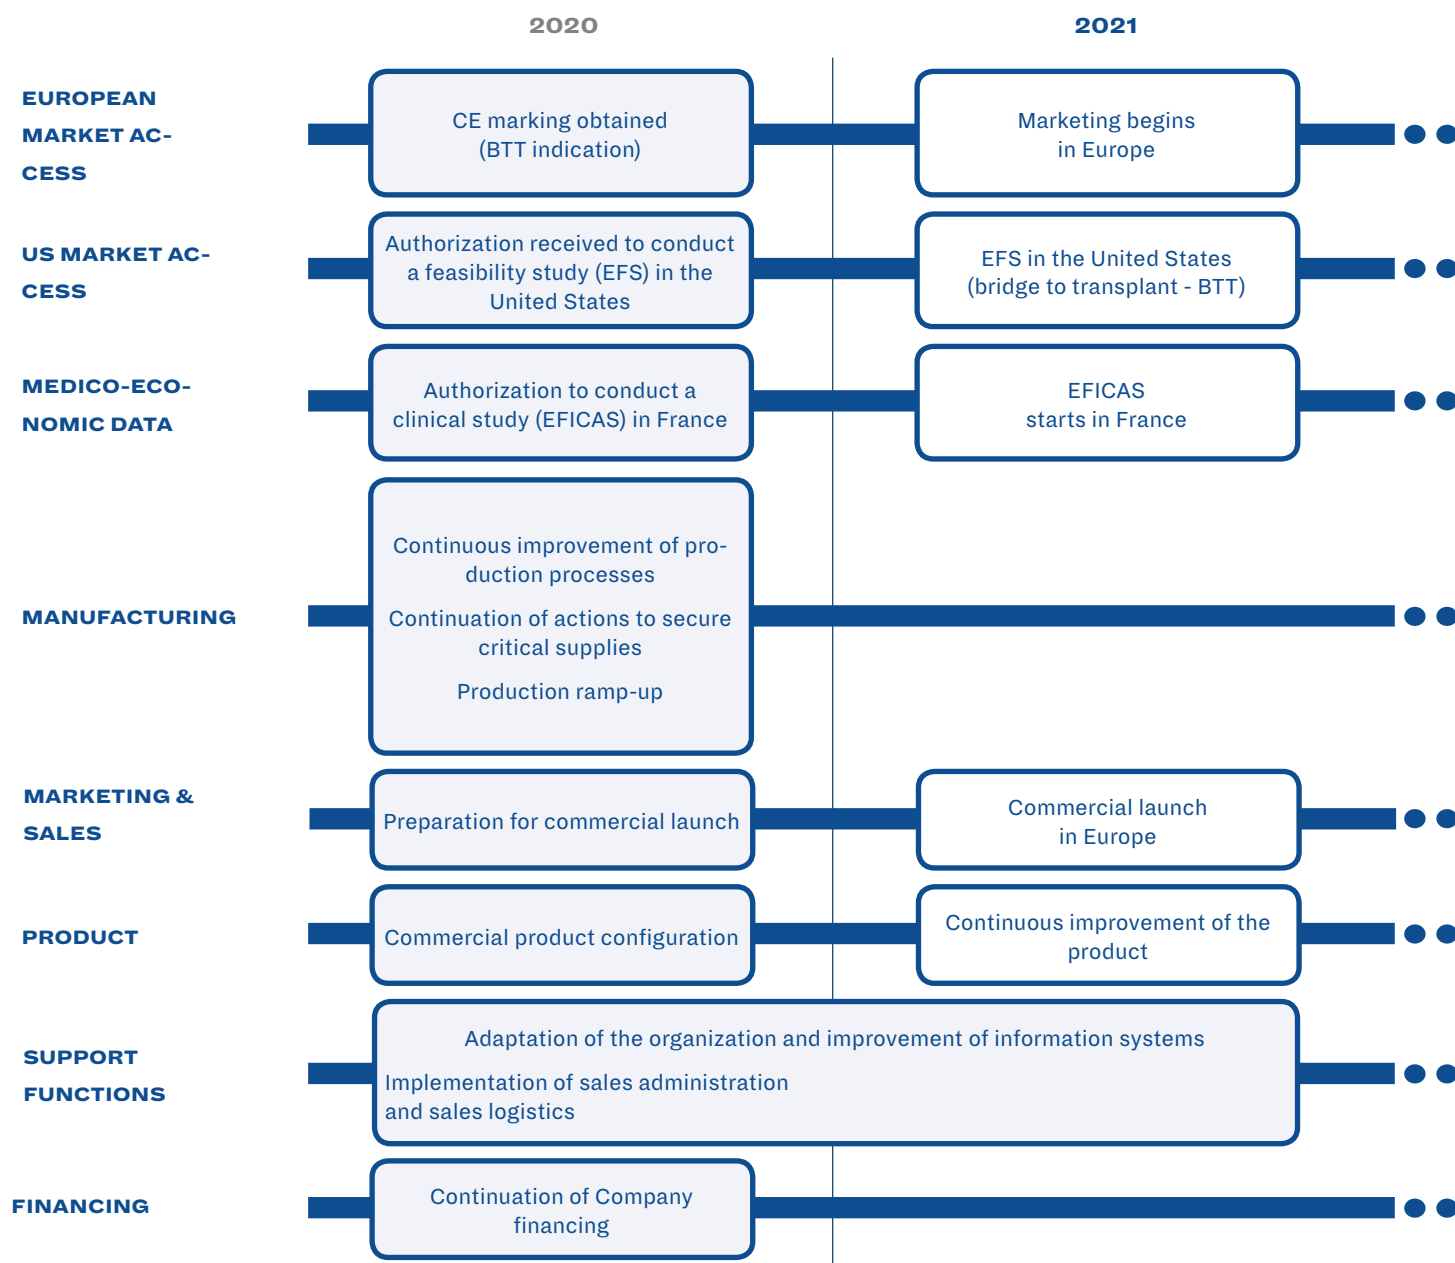 2020
2021
EUROPEAN
MARKET AC-
CESS
CE marking obtained
(BTT indication)
Marketing begins
in Europe
US MARKET AC-
CESS
Authorization received to conduct
a feasibility study (EFS) in the
United States
EFS in the United States
(bridge to transplant - BTT)
MEDICO-ECO-
NOMIC DATA
Authorization to conduct a
clinical study (EFICAS) in France
EFICAS
starts in France
MANUFACTURING
Continuous improvement of pro-
duction processes
Continuation of actions to secure
critical supplies
Production ramp-up
MARKETING &
SALES
Preparation for commercial launch
Commercial launch
in Europe
PRODUCT
Commercial product configuration
Continuous improvement of the
product
SUPPORT
FUNCTIONS
Adaptation of the organization and improvement of information systems
Implementation of sales administration
and sales logistics
FINANCING
Continuation of Company
financing